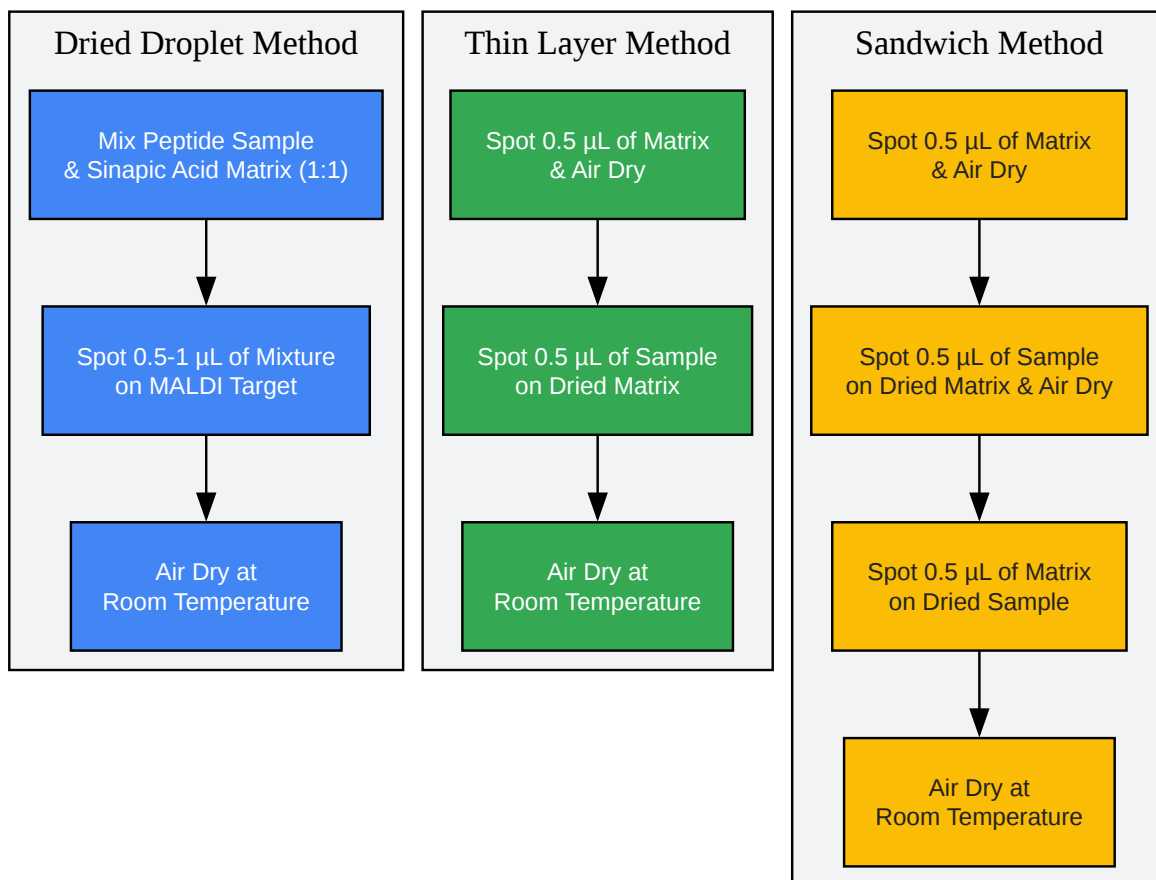 Dried Droplet Method
Mix Peptide Sample
& Sinapic Acid Matrix (1:1)
Spot 0.5-1 µL of Mixture
on MALDI Target
Air Dry at
Room Temperature
Thin Layer Method
Spot 0.5 µL of Matrix
& Air Dry
Spot 0.5 µL of Sample
on Dried Matrix
Air Dry at
Room Temperature
Sandwich Method
Spot 0.5 µL of Matrix
& Air Dry
Spot 0.5 µL of Sample
on Dried Matrix & Air Dry
Spot 0.5 µL of Matrix
on Dried Sample
Air Dry at
Room Temperature